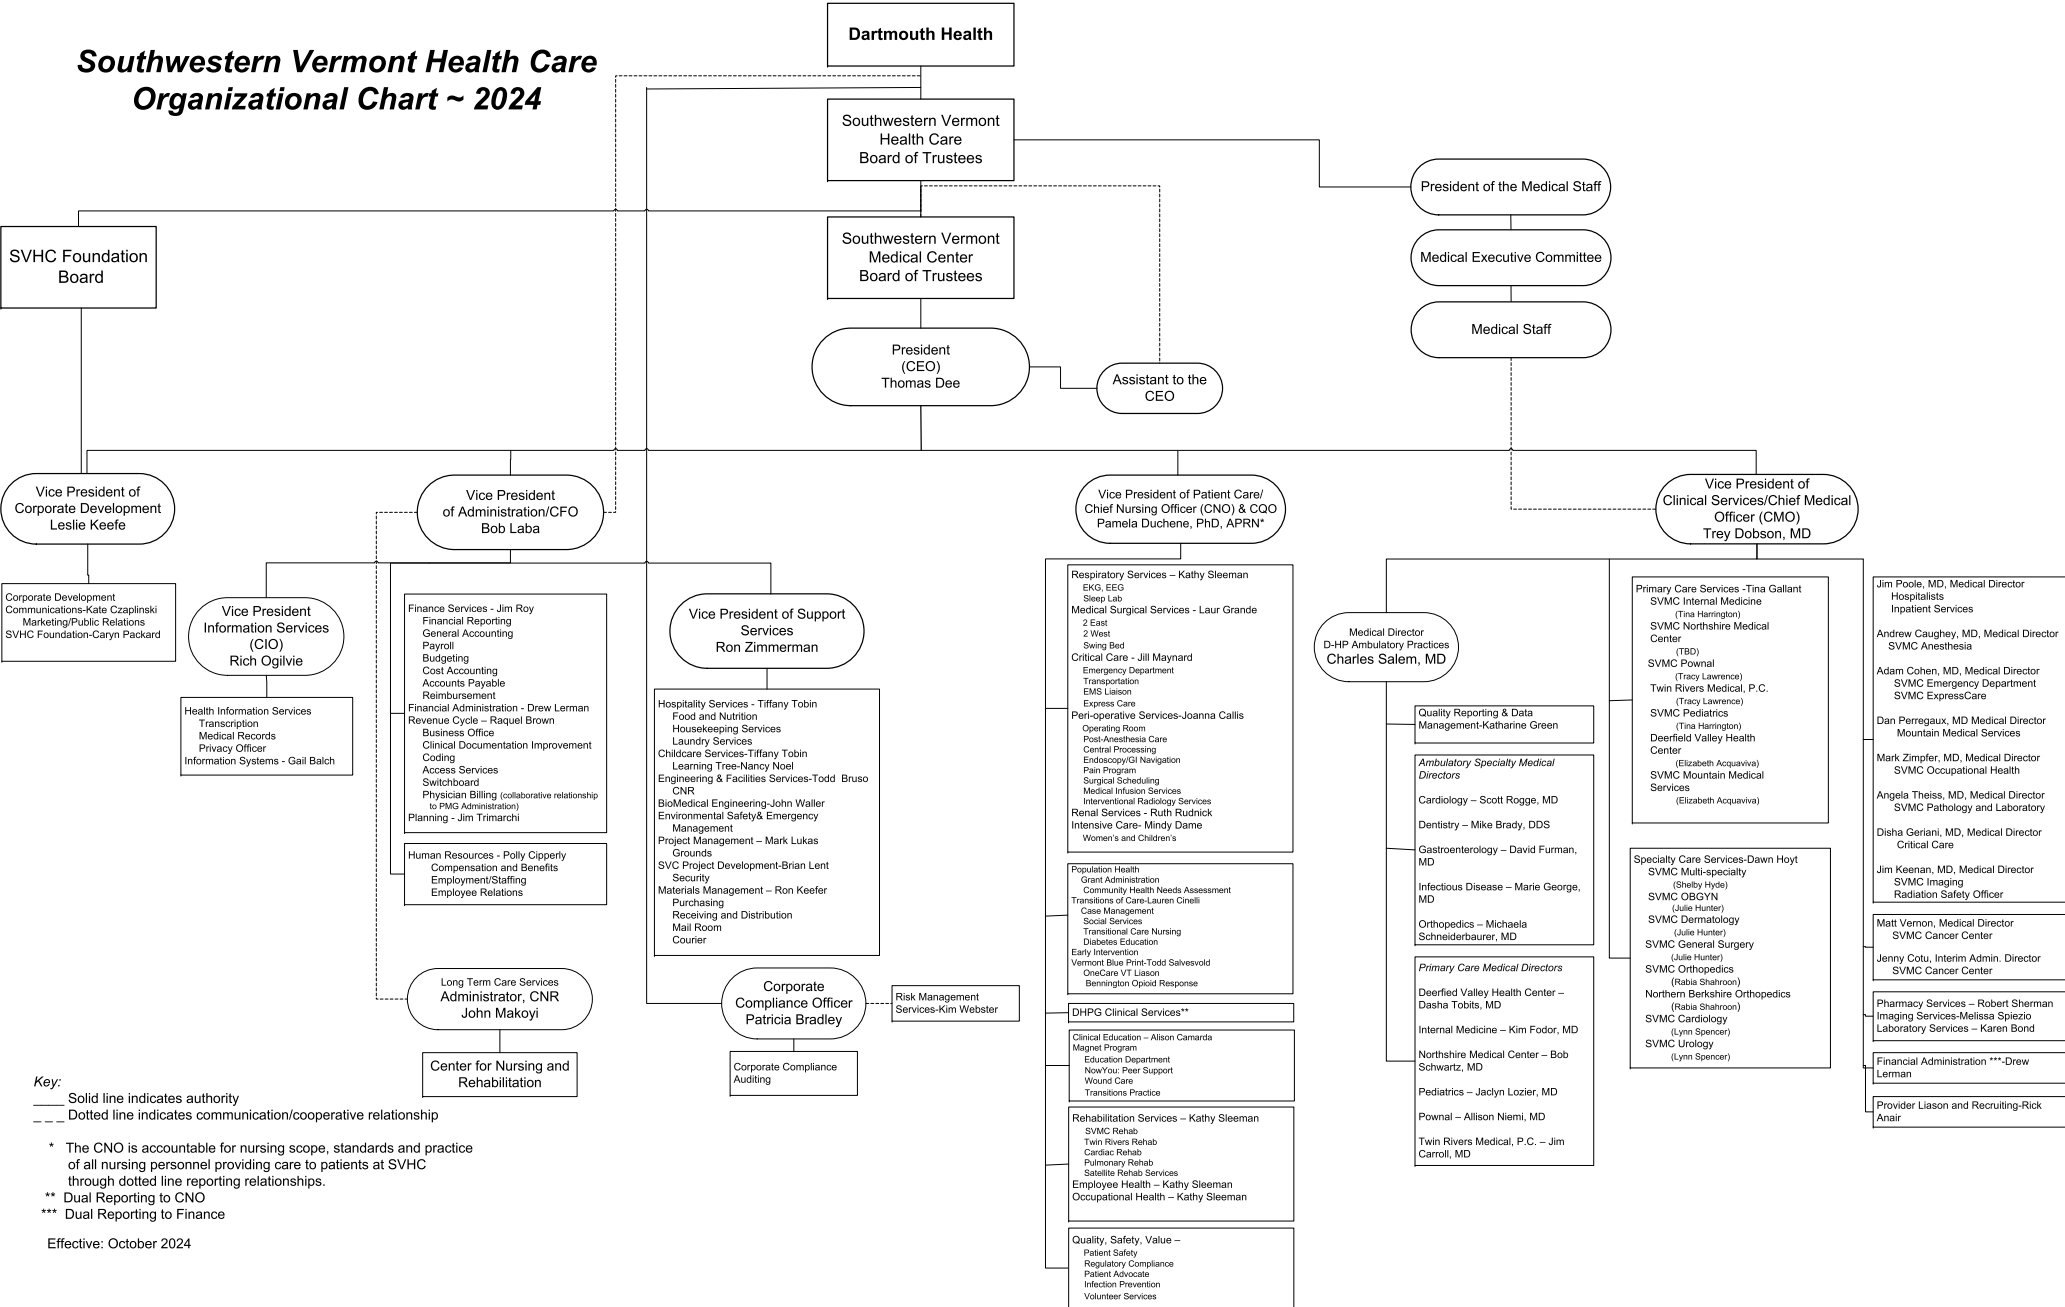 Southwestern Vermont Health Care
Organizational Chart ~ 2024
Dartmouth Health
Southwestern Vermont
Health Care
Board of Trustees
President of the Medical Staff
SVHC Foundation
Board
Southwestern Vermont
Medical Center
Board of Trustees
Medical Executive Committee
Medical Staff
President
(CEO)
Thomas Dee
Assistant to the
CEO
Vice President of
Corporate Development
Leslie Keefe
Vice President
of Administration/CFO
Bob Laba
Vice President of Patient Care/
Chief Nursing Officer (CNO) & CQO
Pamela Duchene, PhD, APRN*
Vice President of
Clinical Services/Chief Medical
Officer (CMO)
Trey Dobson, MD
Corporate Development
Communications-Kate Czaplinski
Marketing/Public Relations
SVHC Foundation-Caryn Packard
Vice President
Information Services
(CIO)
Rich Ogilvie
Health Information Services
Transcription
Medical Records
Privacy Officer
Information Systems - Gail Balch
Finance Services - Jim Roy
Financial Reporting
General Accounting
Payroll
Budgeting
Cost Accounting
Accounts Payable
Reimbursement
Financial Administration - Drew Lerman
Revenue Cycle – Raquel Brown
Business Office
Clinical Documentation Improvement
Coding
Access Services
Switchboard
Physician Billing (collaborative relationship
to PMG Administration)
Planning - Jim Trimarchi
Human Resources - Polly Cipperly
Compensation and Benefits
Employment/Staffing
Employee Relations
Vice President of Support
Services
Ron Zimmerman
Hospitality Services - Tiffany Tobin
Food and Nutrition
Housekeeping Services
Laundry Services
Childcare Services-Tiffany Tobin
Learning Tree-Nancy Noel
Engineering & Facilities Services-Todd Bruso
CNR
BioMedical Engineering-John Waller
Environmental Safety& Emergency
Management
Project Management – Mark Lukas
Grounds
SVC Project Development-Brian Lent
Security
Materials Management – Ron Keefer
Purchasing
Receiving and Distribution
Mail Room
Courier
Long Term Care Services
Administrator, CNR
John Makoyi
Center for Nursing and
Rehabilitation
Corporate
Compliance Officer
Patricia Bradley
Risk Management
Services-Kim Webster
Corporate Compliance
Auditing
Respiratory Services – Kathy Sleeman
EKG, EEG
Sleep Lab
Medical Surgical Services - Laur Grande
2 East
2 West
Swing Bed
Critical Care - Jill Maynard
Emergency Department
Transportation
EMS Liaison
Express Care
Peri-operative Services-Joanna Callis
Operating Room
Post-Anesthesia Care
Central Processing
Endoscopy/GI Navigation
Pain Program
Surgical Scheduling
Medical Infusion Services
Interventional Radiology Services
Renal Services - Ruth Rudnick
Intensive Care- Mindy Dame
Women's and Children's
Population Health
Grant Administration
Community Health Needs Assessment
Transitions of Care-Lauren Cinelli
Case Management
Social Services
Transitional Care Nursing
Diabetes Education
Early Intervention
Vermont Blue Print-Todd Salvesvold
OneCare VT Liason
Bennington Opioid Response
DHPG Clinical Services**
Clinical Education – Alison Camarda
Magnet Program
Education Department
NowYou: Peer Support
Wound Care
Transitions Practice
Rehabilitation Services – Kathy Sleeman
SVMC Rehab
Twin Rivers Rehab
Cardiac Rehab
Pulmonary Rehab
Satellite Rehab Services
Employee Health – Kathy Sleeman
Occupational Health – Kathy Sleeman
Quality, Safety, Value –
Patient Safety
Regulatory Compliance
Patient Advocate
Infection Prevention
Volunteer Services
Medical Director
D-HP Ambulatory Practices
Charles Salem, MD
Quality Reporting & Data
Management-Katharine Green
Ambulatory Specialty Medical
Directors
Cardiology – Scott Rogge, MD
Dentistry – Mike Brady, DDS
Gastroenterology – David Furman,
MD
Infectious Disease – Marie George,
MD
Orthopedics – Michaela
Schneiderbaurer, MD
Primary Care Medical Directors
Deerfied Valley Health Center –
Dasha Tobits, MD
Internal Medicine – Kim Fodor, MD
Northshire Medical Center – Bob
Schwartz, MD
Pediatrics – Jaclyn Lozier, MD
Pownal – Allison Niemi, MD
Twin Rivers Medical, P.C. – Jim
Carroll, MD
Primary Care Services -Tina Gallant
SVMC Internal Medicine
(Tina Harrington)
SVMC Northshire Medical
Center
(TBD)
SVMC Pownal
(Tracy Lawrence)
Twin Rivers Medical, P.C.
(Tracy Lawrence)
SVMC Pediatrics
(Tina Harrington)
Deerfield Valley Health
Center
(Elizabeth Acquaviva)
SVMC Mountain Medical
Services
(Elizabeth Acquaviva)
Specialty Care Services-Dawn Hoyt
SVMC Multi-specialty
(Shelby Hyde)
SVMC OBGYN
(Julie Hunter)
SVMC Dermatology
(Julie Hunter)
SVMC General Surgery
(Julie Hunter)
SVMC Orthopedics
(Rabia Shahroon)
Northern Berkshire Orthopedics
(Rabia Shahroon)
SVMC Cardiology
(Lynn Spencer)
SVMC Urology
(Lynn Spencer)
Jim Poole, MD, Medical Director
Hospitalists
Inpatient Services
Andrew Caughey, MD, Medical Director
SVMC Anesthesia
Adam Cohen, MD, Medical Director
SVMC Emergency Department
SVMC ExpressCare
Dan Perregaux, MD Medical Director
Mountain Medical Services
Mark Zimpfer, MD, Medical Director
SVMC Occupational Health
Angela Theiss, MD, Medical Director
SVMC Pathology and Laboratory
Disha Geriani, MD, Medical Director
Critical Care
Jim Keenan, MD, Medical Director
SVMC Imaging
Radiation Safety Officer
Matt Vernon, Medical Director
SVMC Cancer Center
Jenny Cotu, Interim Admin. Director
SVMC Cancer Center
Pharmacy Services – Robert Sherman
Imaging Services-Melissa Spiezio
Laboratory Services – Karen Bond
Financial Administration ***-Drew
Lerman
Provider Liason and Recruiting-Rick
Anair
Key:
____ Solid line indicates authority
_ _ _ Dotted line indicates communication/cooperative relationship
* The CNO is accountable for nursing scope, standards and practice
of all nursing personnel providing care to patients at SVHC
through dotted line reporting relationships.
** Dual Reporting to CNO
*** Dual Reporting to Finance
Effective: October 2024